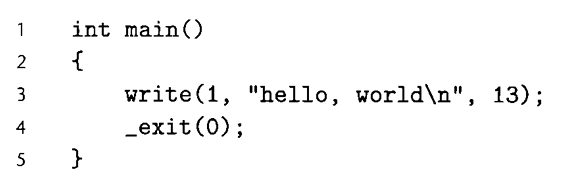 1 int main()
2 {
3 write(1, "hello, world\n", 13);
4 _exit(0);
5 }